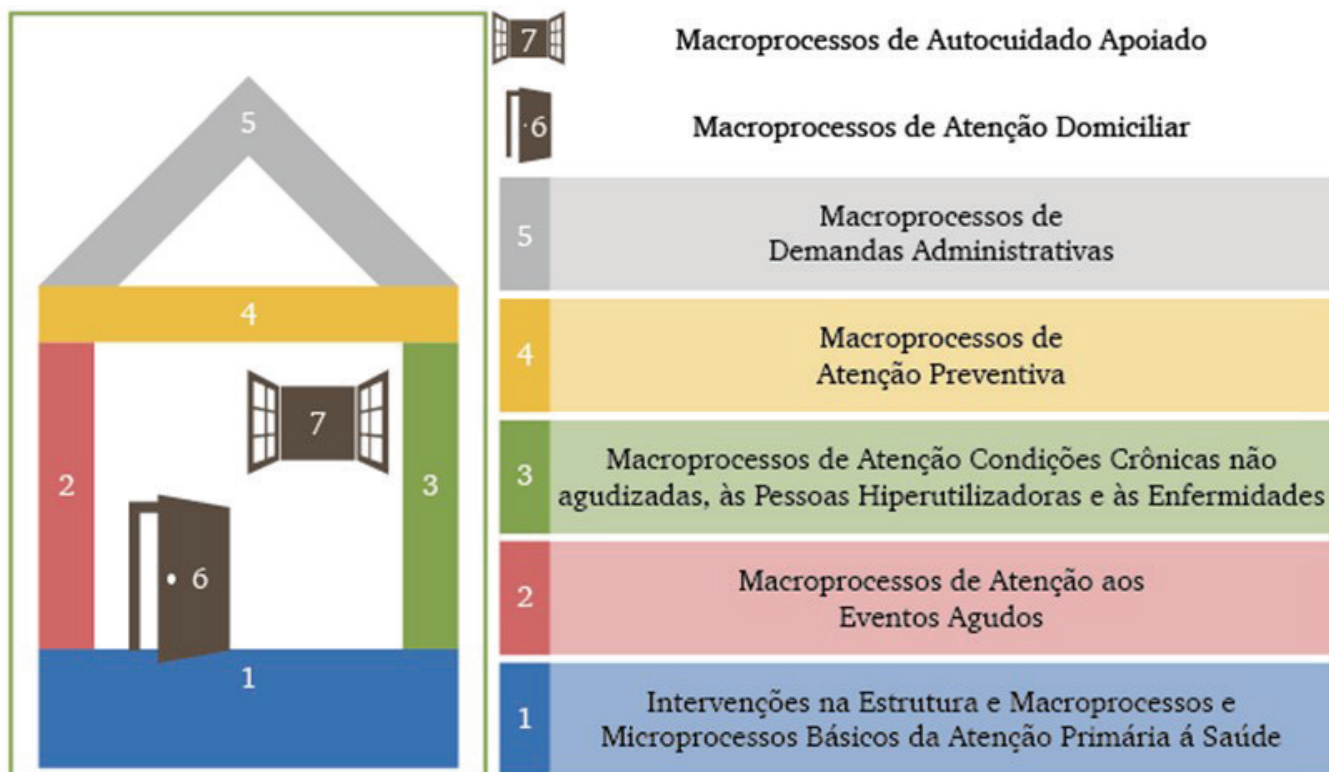 5
4
7
2
3
6
1
7 Macroprocessos de Autocuidado Apoiado
6 Macroprocessos de Atenção Domiciliar
5 Macroprocessos de
Demandas Administrativas
4 Macroprocessos de
Atenção Preventiva
3 Macroprocessos de Atenção Condições Crônicas não
agudizadas, às Pessoas Hiperutilizadoras e às Enfermidades
2 Macroprocessos de Atenção aos
Eventos Agudos
1 Intervenções na Estrutura e Macroprocessos e
Microprocessos Básicos da Atenção Primária á Saúde